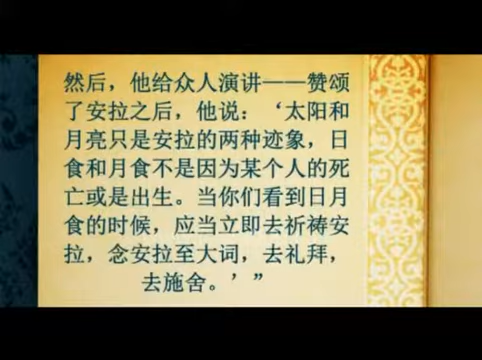 然后，他给众人演讲——赞颂
了安拉之后，他说：‘太阳和
月亮只是安拉的两种迹象，日
食和月食不是因为某个人的死
亡或是出生。当你们看到日月
食的时候，应当立即去祈祷安
拉，念安拉至大词，去礼拜，
去施舍。’”